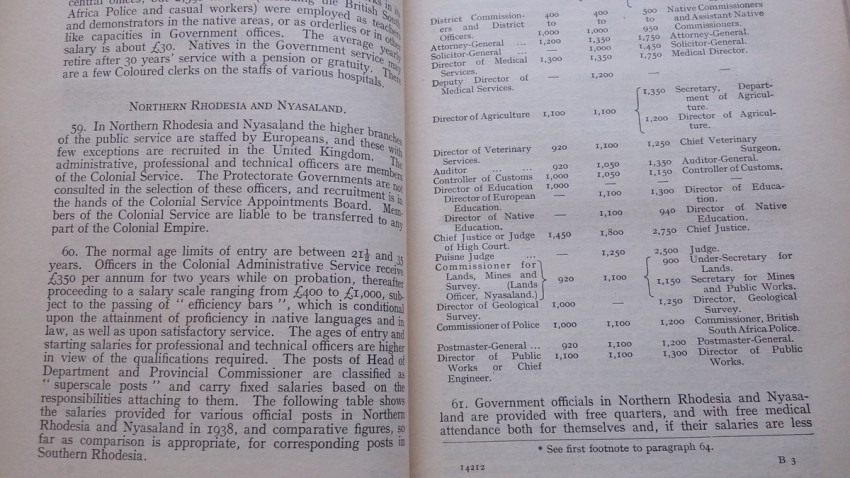 Africa Police and casual workers) were employed as teachers
and demonstrators in the native areas, or as orderlies or in other
like capacities in Government offices. The average yearly
salary is about £30. Natives in the Government service may
retire after 30 years' service with a pension or gratuity. There
are a few Coloured clerks on the staffs of various hospitals.
NORTHERN RHODESIA AND NYASALAND.
59. In Northern Rhodesia and Nyasaland the higher branches
of the public service are staffed by Europeans, and these with
few exceptions are recruited in the United Kingdom. The
administrative, professional and technical officers are members
of the Colonial Service. The Protectorate Governments are not
consulted in the selection of these officers, and recruitment is in
the hands of the Colonial Service Appointments Board. Mem-
bers of the Colonial Service are liable to be transferred to any
part of the Colonial Empire.
60. The normal age limits of entry are between 21½ and 35
years. Officers in the Colonial Administrative Service receive
£350 per annum for two years while on probation, thereafter
proceeding to a salary scale ranging from £400 to £1,000, sub-
ject to the passing of " efficiency bars ", which is conditional
upon the attainment of proficiency in native languages and in
law, as well as upon satisfactory service. The ages of entry and
starting salaries for professional and technical officers are higher
in view of the qualifications required. The posts of Head of
Department and Provincial Commissioner are classified as
" superscale posts " and carry fixed salaries based on the
responsibilities attaching to them. The following table shows
the salaries provided for various official posts in Northern
Rhodesia and Nyasaland in 1938, and comparative figures, so
far as comparison is appropriate, for corresponding posts in
Southern Rhodesia.
District Commission- 400 400 500 Native Commissioners
ers and District to to to and Assistant Native
Officers. 1,000 1,000 950 Commissioners.
Attorney-General ... 1,200 1,350 1,750 Attorney-General.
Solicitor-General ... — 1,000 1,450 Solicitor-General.
Director of Medical 1,300 1,350 1,750 Medical Director.
Services.
Deputy Director of — 1,200 — —
Medical Services.
1,350 Secretary, Depart-
ment of Agricul-
ture.
Director of Agriculture 1,100 1,100
1,200 Director of Agricul-
ture.
Director of Veterinary 920 1,100 1,250 Chief Veterinary
Services. Surgeon.
Auditor ... ... 920 1,050 1,350 Auditor-General.
Controller of Customs 1,000 1,050 1,150 Controller of Customs.
Director of Education 1,000 — — —
Director of European — 1,100 1,300 Director of Educa-
Education. tion.
Director of Native — 1,100 940 Director of Native
Education. Education.
Chief Justice or Judge 1,450 1,800 2,750 Chief Justice.
of High Court.
Puisne Judge ... — 1,250 2,500 Judge.
Commissioner for 900 Under-Secretary for
Lands, Mines and Lands.
Survey. (Lands 920 1,100 1,150 Secretary for Mines
Officer, Nyasaland.) and Public Works.
Director of Geological 1,000 — 1,250 Director, Geological
Survey. Survey.
Commissioner of Police 1,000 1,100 1,200 Commissioner, British
South Africa Police.
Postmaster-General ... 920 1,100 1,200 Postmaster-General.
Director of Public 1,100 1,100 1,300 Director of Public
Works or Chief Works.
Engineer.
61. Government officials in Northern Rhodesia and Nyasa-
land are provided with free quarters, and with free medical
attendance both for themselves and, if their salaries are less
* See first footnote to paragraph 64.
14212 B 3